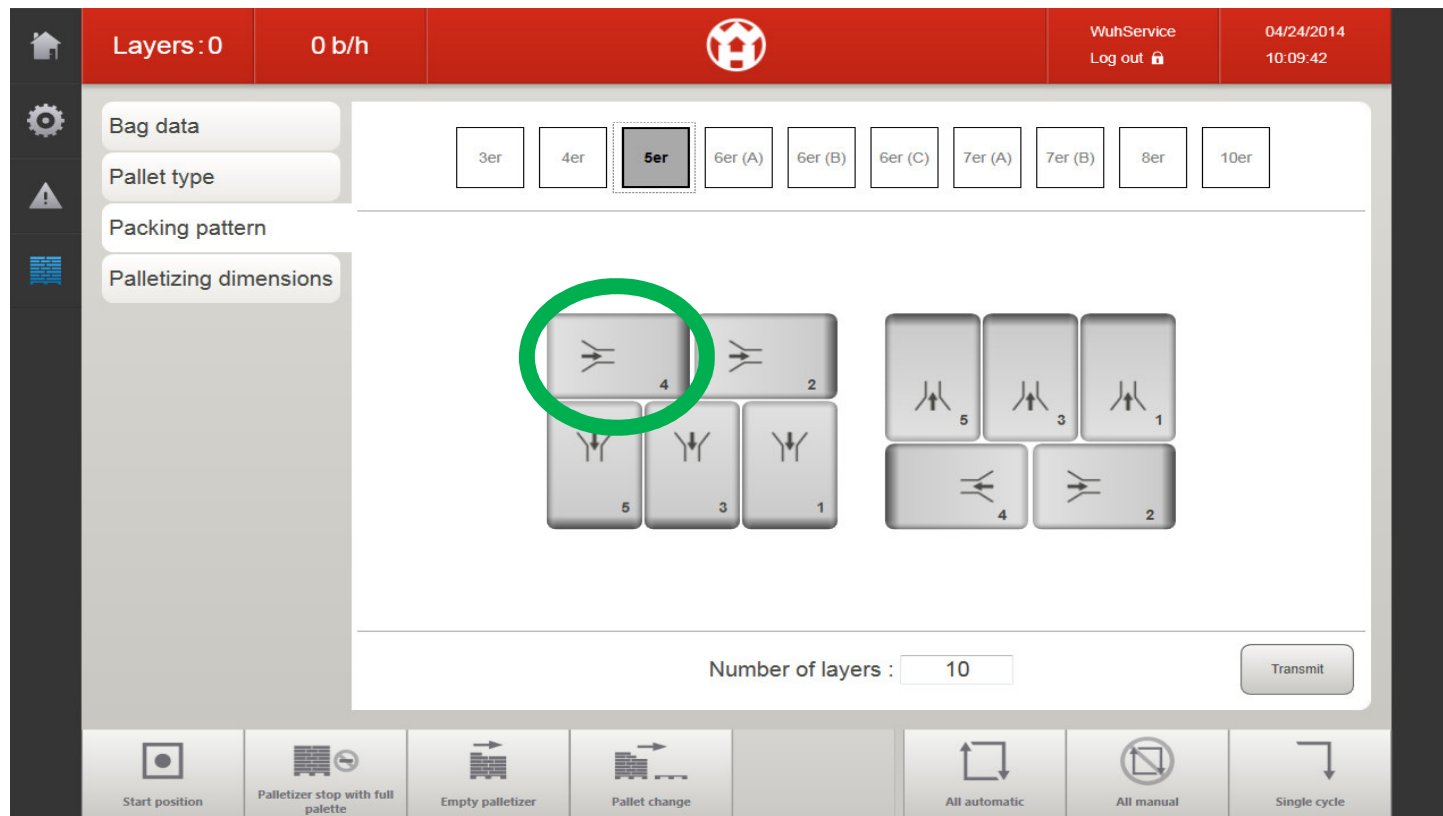 Layers : 0
0 b/h
WuhService
Log out
04/24/2014
10:09:42
Bag data
Pallet type
Packing pattern
Palletizing dimensions
3er
4er
5er
6er (A)
6er (B)
6er (C)
7er (A)
7er (B)
8er
10er
4
2
5
3
1
5
3
1
4
2
Number of layers :
10
Transmit
Start position
Palletizer stop with full
palette
Empty palletizer
Pallet change
All automatic
All manual
Single cycle